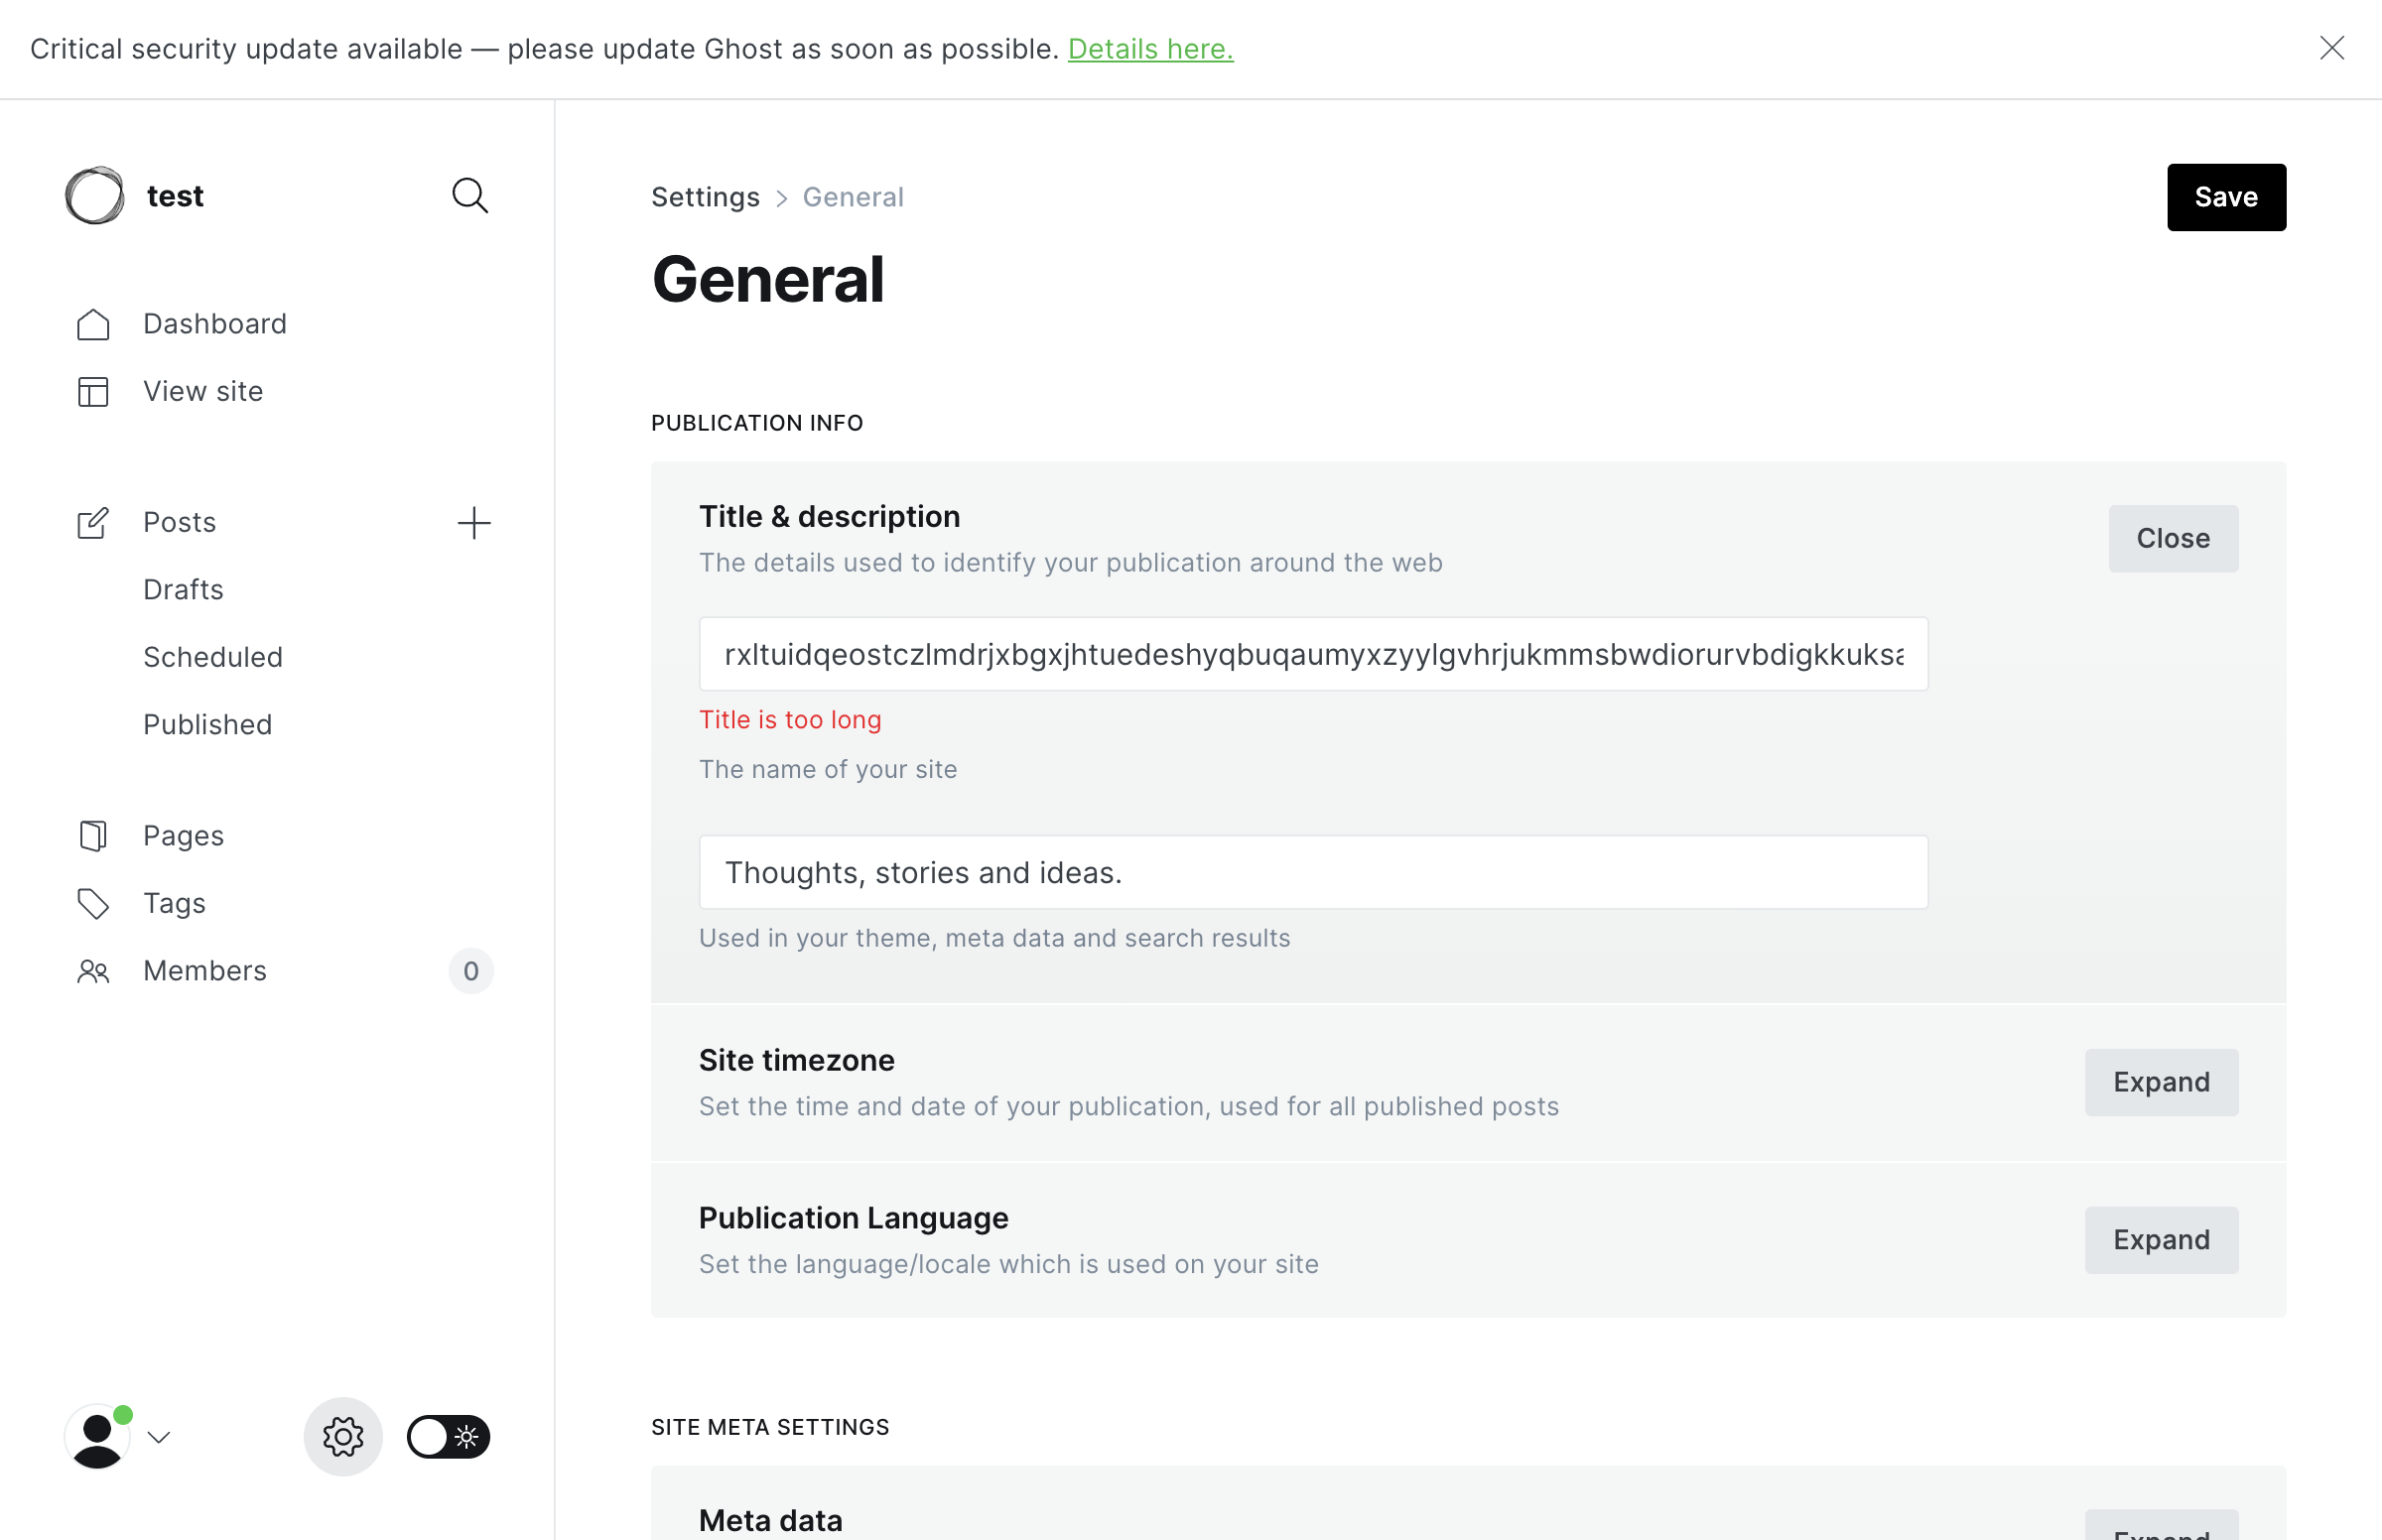 Critical security update available — please update Ghost as soon as possible. Details here.
test
Dashboard
View site
Posts
Drafts
Scheduled
Published
Pages
Tags
Members 0
Settings > General
Save
General
PUBLICATION INFO
Title & description
The details used to identify your publication around the web
Close
rxltuidqeostczlmdrjxbgxjhtuedeshyqbuqaumyxzyylgvhrjukmmsbwdiorurvbdigkkuksa
Title is too long
The name of your site
Thoughts, stories and ideas.
Used in your theme, meta data and search results
Site timezone
Set the time and date of your publication, used for all published posts
Expand
Publication Language
Set the language/locale which is used on your site
Expand
SITE META SETTINGS
Meta data
Expand